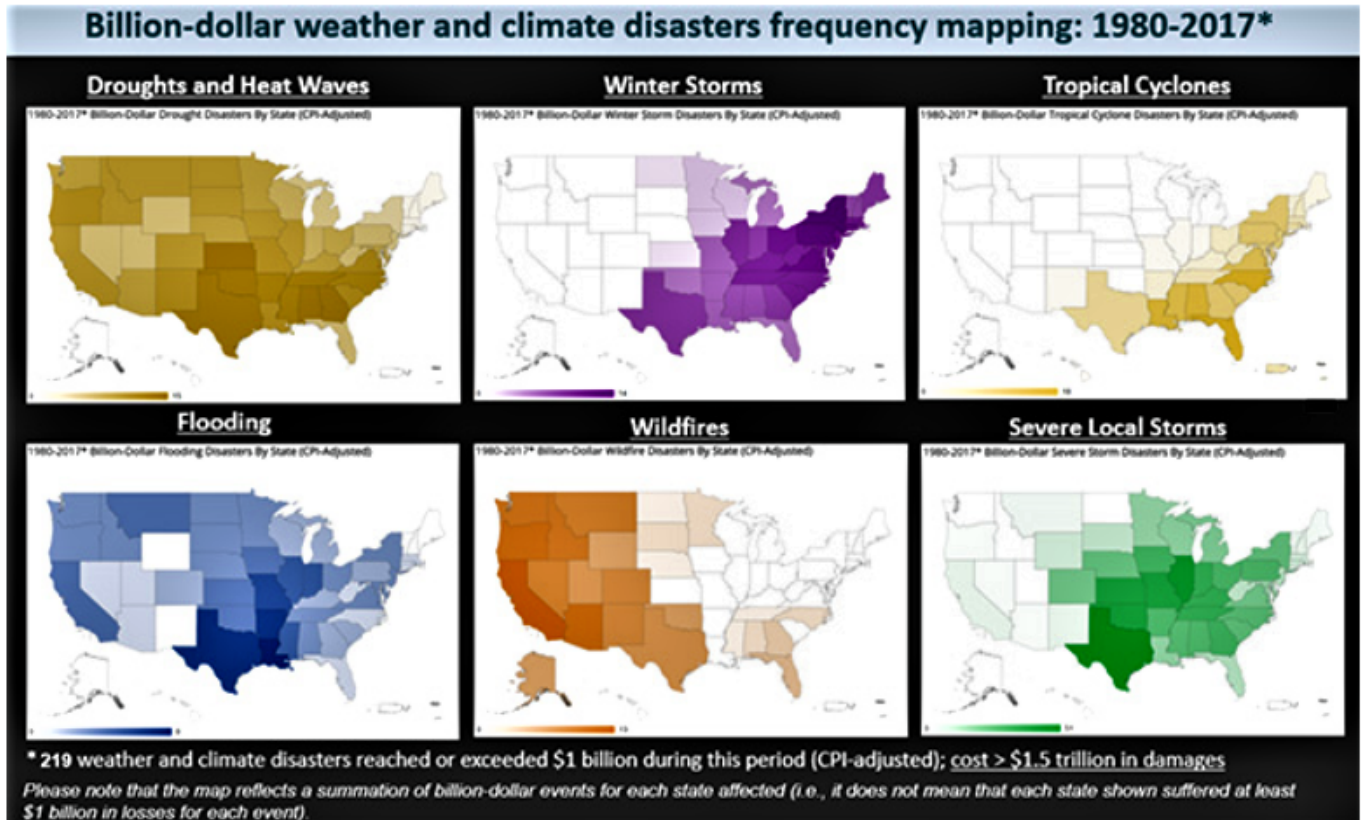 Billion-dollar weather and climate disasters frequency mapping: 1980-2017*
Droughts and Heat Waves
Winter Storms
Tropical Cyclones
1980-2017* Billion-Dollar Drought Disasters By State (CPI-Adjusted)
1980-2017* Billion-Dollar Winter Storm Disasters By State (CPI-Adjusted)
1980-2017* Billion-Dollar Tropical Cyclone Disasters By State (CPI-Adjusted)
Flooding
Wildfires
Severe Local Storms
1980-2017* Billion-Dollar Flooding Disasters By State (CPI-Adjusted)
1980-2017* Billion-Dollar Wildfire Disasters By State (CPI-Adjusted)
1980-2017* Billion-Dollar Severe Storm Disasters By State (CPI-Adjusted)
* 219 weather and climate disasters reached or exceeded $1 billion during this period (CPI-adjusted); cost > $1.5 trillion in damages
Please note that the map reflects a summation of billion-dollar events for each state affected (i.e., it does not mean that each state shown suffered at least
$1 billion in losses for each event).